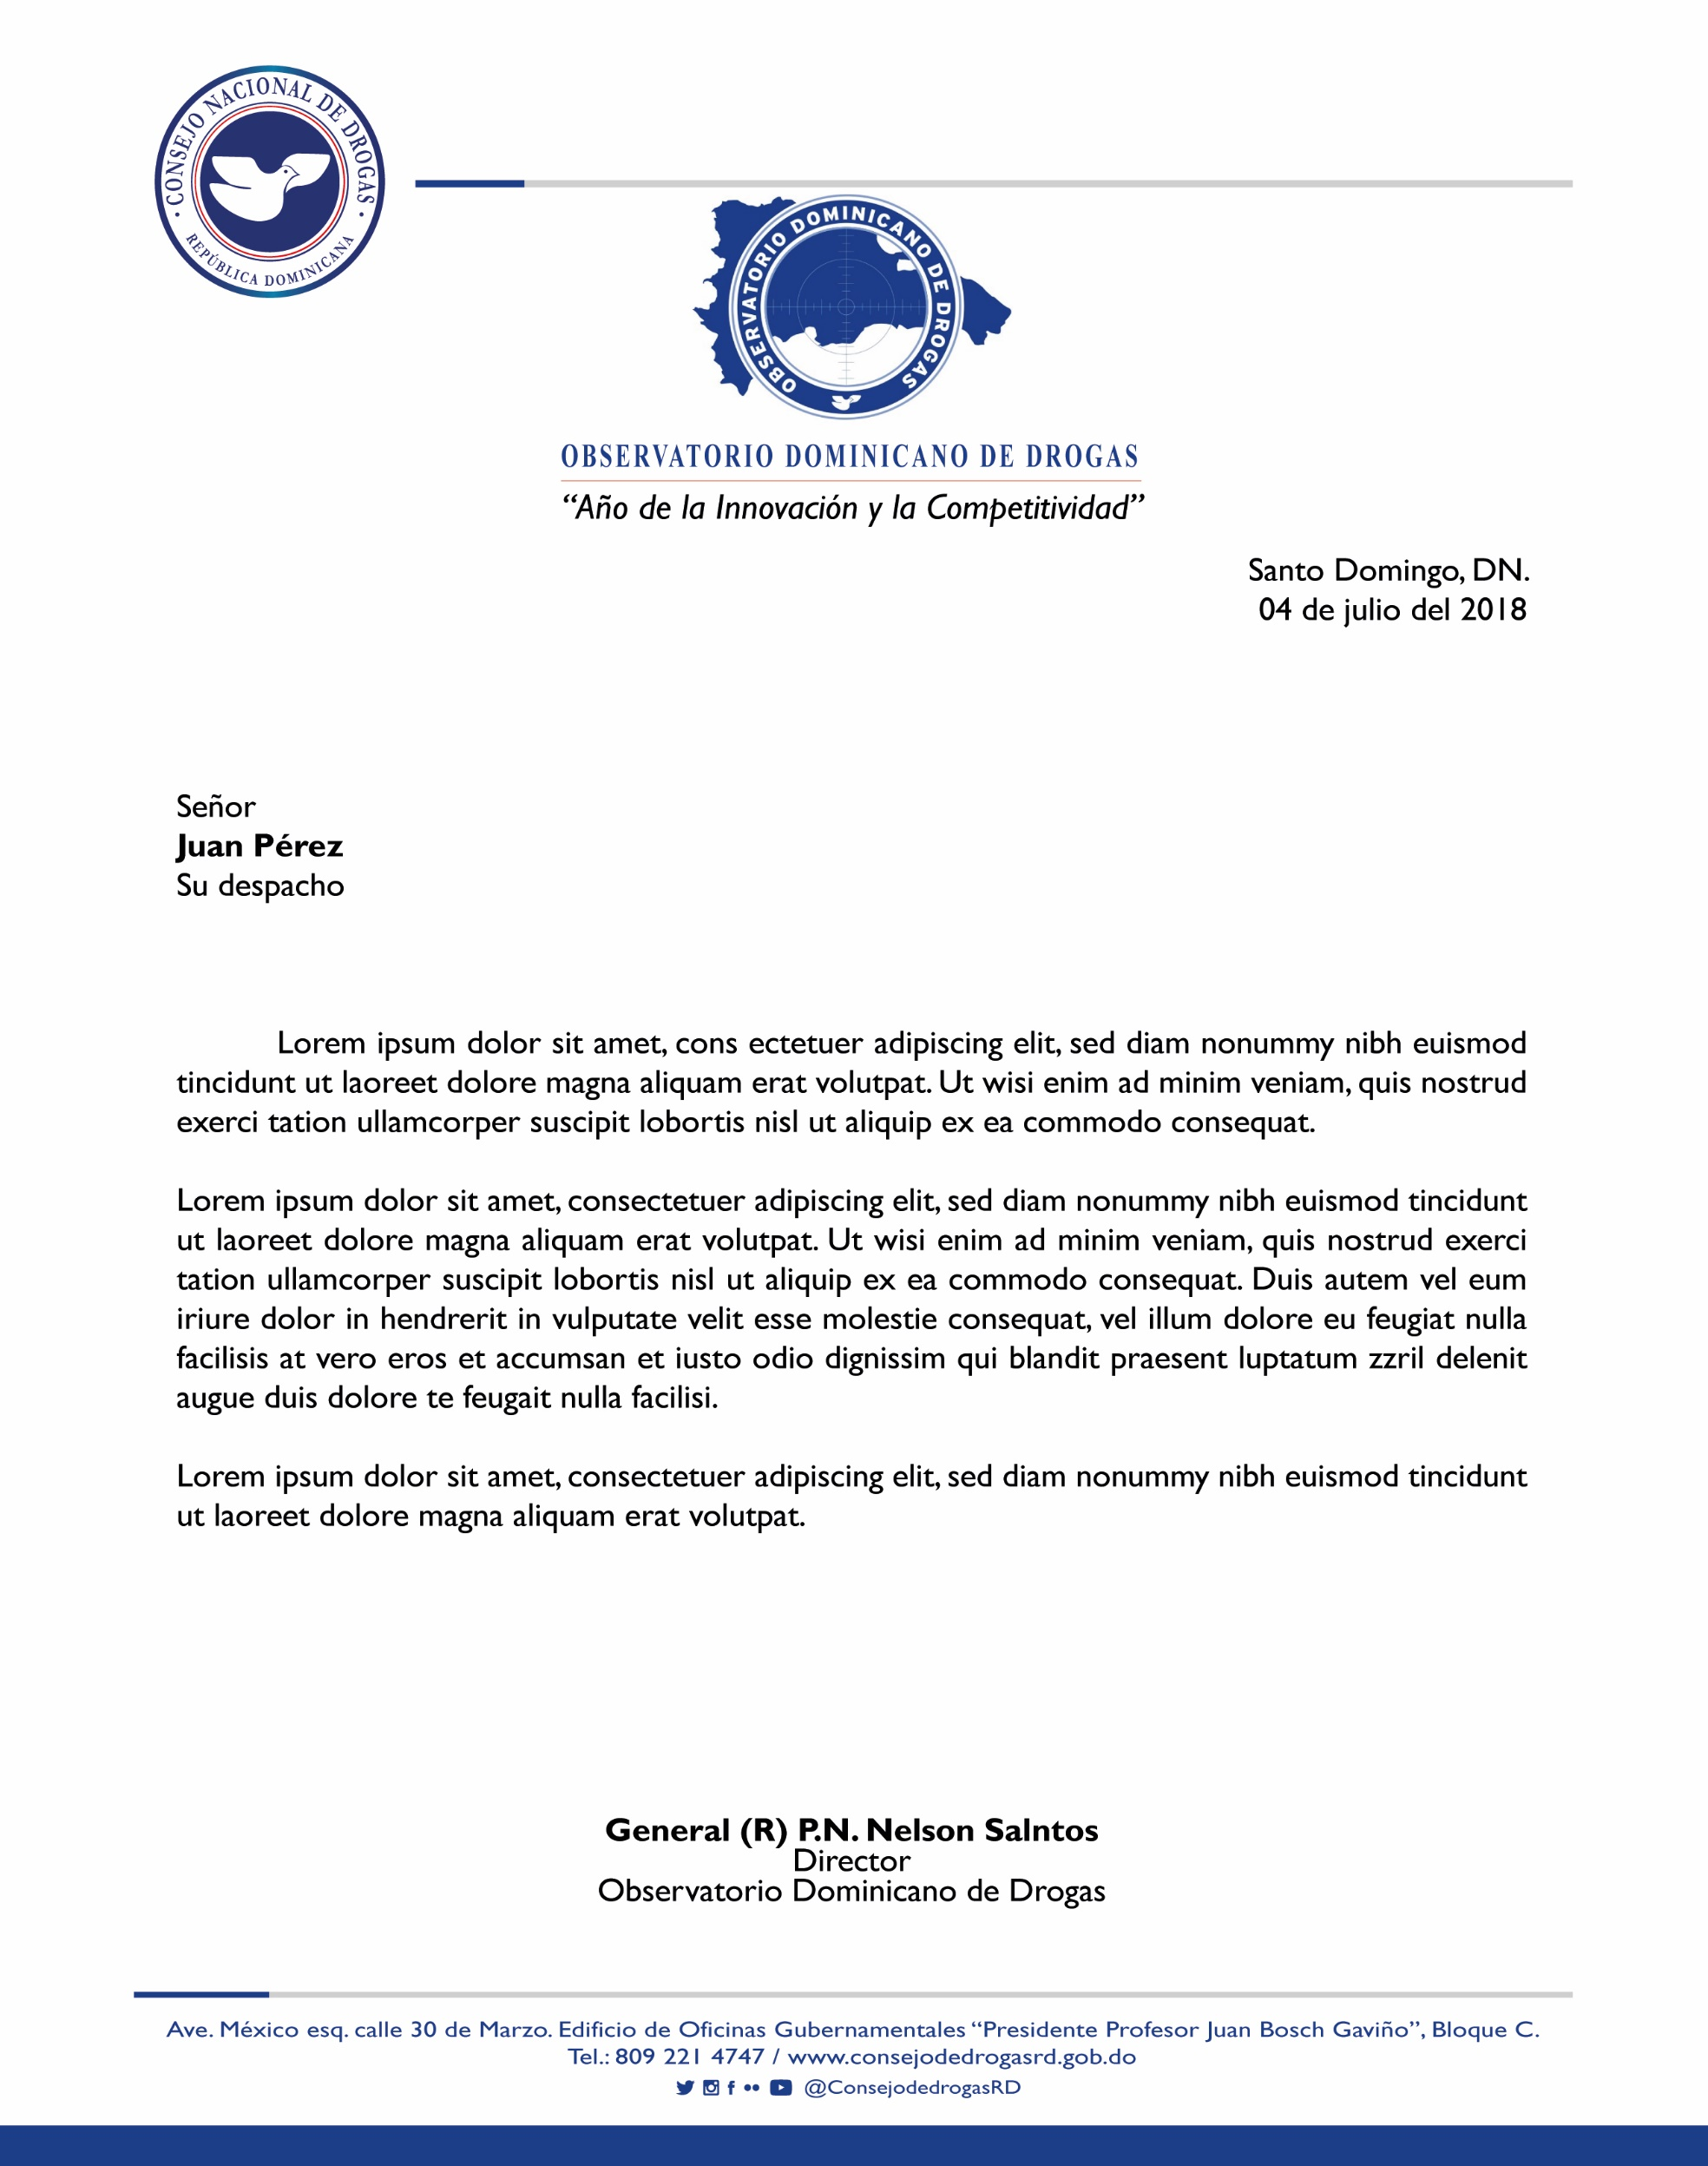 CONSEJO NACIONAL DE DROGAS
REPÚBLICA DOMINICANA
OBSERVATORIO DOMINICANO DE DROGAS
OBSERVATORIO DOMINICANO DE DROGAS
“Año de la Innovación y la Competitividad”
Santo Domingo, DN.
04 de julio del 2018
Señor
Juan Pérez
Su despacho
Lorem ipsum dolor sit amet, cons ectetuer adipiscing elit, sed diam nonummy nibh euismod
tincidunt ut laoreet dolore magna aliquam erat volutpat. Ut wisi enim ad minim veniam, quis nostrud
exerci tation ullamcorper suscipit lobortis nisl ut aliquip ex ea commodo consequat.
Lorem ipsum dolor sit amet, consectetuer adipiscing elit, sed diam nonummy nibh euismod tincidunt
ut laoreet dolore magna aliquam erat volutpat. Ut wisi enim ad minim veniam, quis nostrud exerci
tation ullamcorper suscipit lobortis nisl ut aliquip ex ea commodo consequat. Duis autem vel eum
iriure dolor in hendrerit in vulputate velit esse molestie consequat, vel illum dolore eu feugiat nulla
facilisis at vero eros et accumsan et iusto odio dignissim qui blandit praesent luptatum zzril delenit
augue duis dolore te feugait nulla facilisi.
Lorem ipsum dolor sit amet, consectetuer adipiscing elit, sed diam nonummy nibh euismod tincidunt
ut laoreet dolore magna aliquam erat volutpat.
General (R) P.N. Nelson Salntos
Director
Observatorio Dominicano de Drogas
Ave. México esq. calle 30 de Marzo. Edificio de Oficinas Gubernamentales “Presidente Profesor Juan Bosch Gaviño”, Bloque C.
Tel.: 809 221 4747 / www.consejodedrogasrd.gob.do
@ConsejodedrogasRD